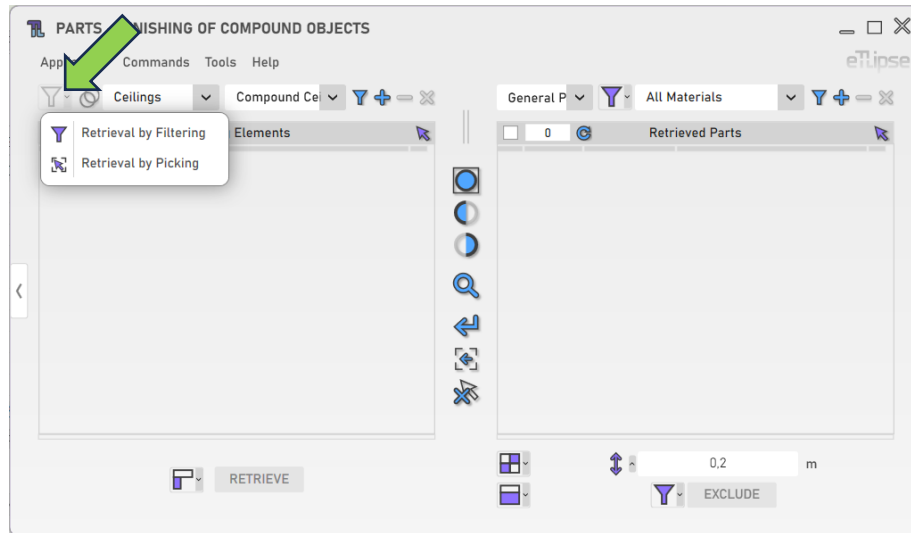 PARTS NISHING OF COMPOUND OBJECTS
App Commands Tools Help
eTLipse
Ceilings Compound Cei General P All Materials
Retrieval by Filtering
Retrieval by Picking
Elements 0 Retrieved Parts
0,2 m
RETRIEVE EXCLUDE